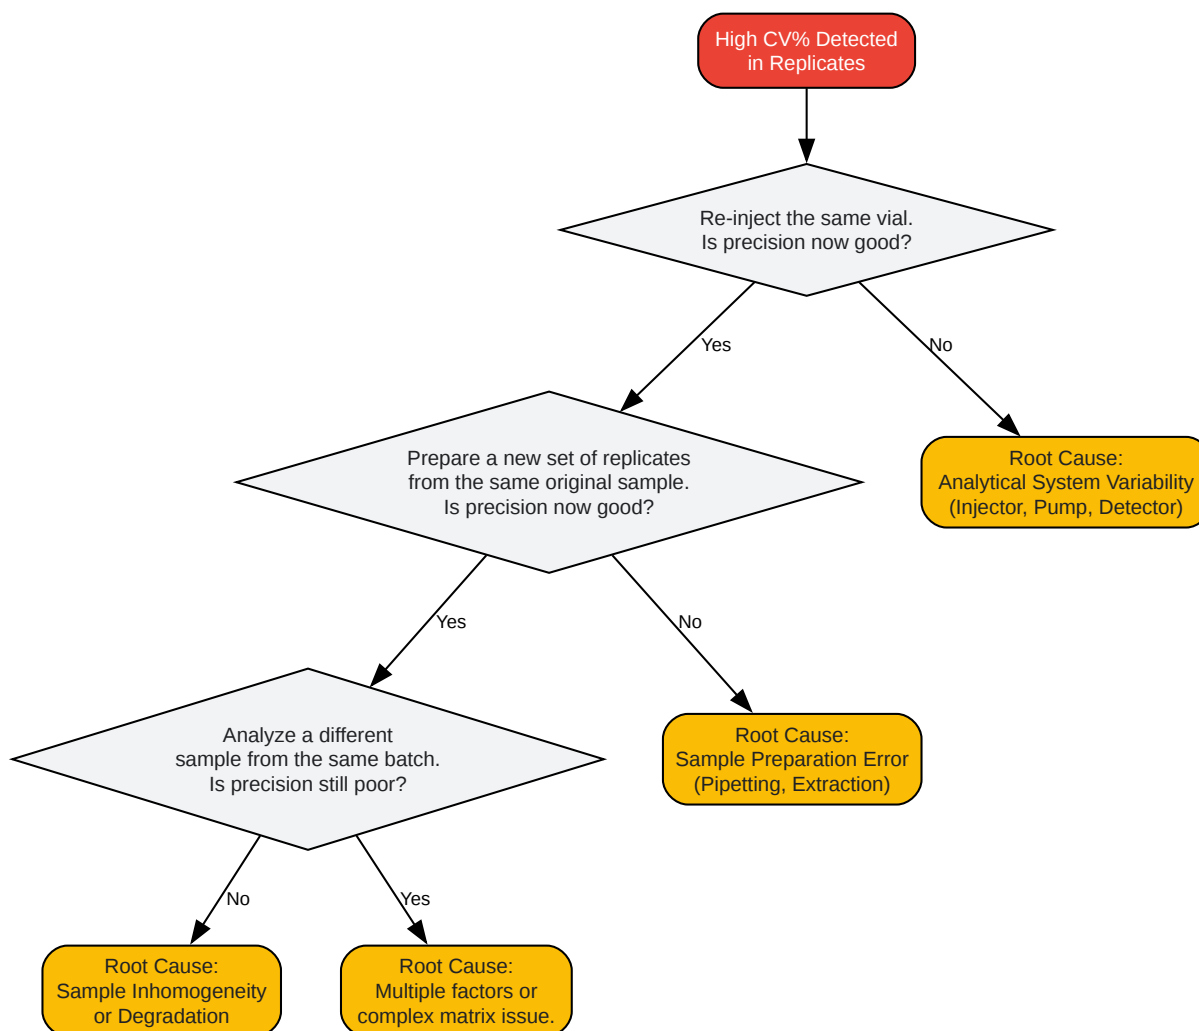 High CV% Detected
in Replicates
Re-inject the same vial.
Is precision now good?
Yes
No
Prepare a new set of replicates
from the same original sample.
Is precision now good?
Root Cause:
Analytical System Variability
(Injector, Pump, Detector)
Yes
No
Analyze a different
sample from the same batch.
Is precision still poor?
Root Cause:
Sample Preparation Error
(Pipetting, Extraction)
No
Yes
Root Cause:
Sample Inhomogeneity
or Degradation
Root Cause:
Multiple factors or
complex matrix issue.